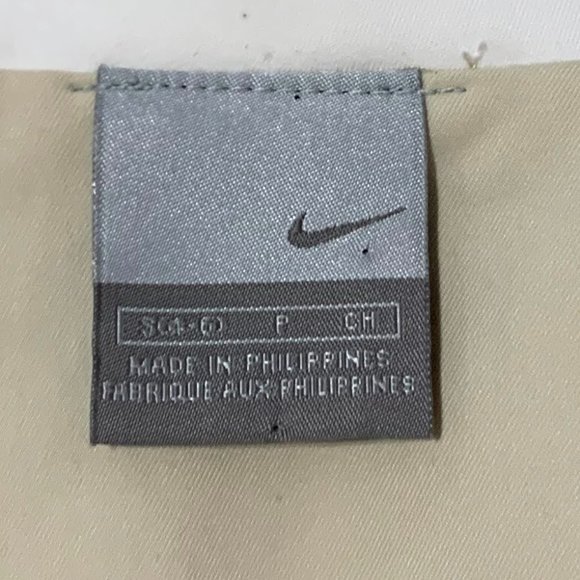 S(4-6) P CH
MADE IN PHILIPPINES
FABRIQUE AUX PHILIPPINES